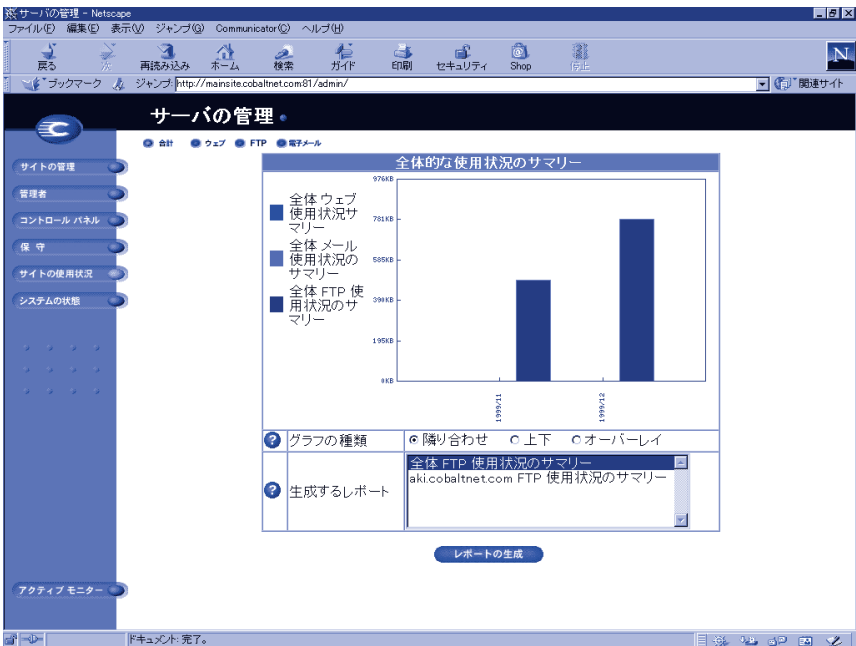 サーバの管理 - Netscape
ファイル(F) 編集(E) 表示(V) ジャンプ(G) Communicator(C) ヘルプ(H)
戻る 次 再読み込み ホーム 検索 ガイド 印刷 セキュリティ Shop 停止
N
ブックマーク ジャンプ: http://mainsite.cobaltnet.com:81/admin/ 関連サイト
サーバの管理
合計 ウェブ FTP 電子メール
サイトの管理
管理者
コントロール パネル
保 守
サイトの使用状況
システムの状態
アクティブ モニター
全体的な使用状況のサマリー
全体 ウェブ
使用状況サ
マリー
全体 メール
使用状況の
サマリー
全体 FTP 使
用状況のサ
マリー
976KB
781KB
585KB
390KB
195KB
0KB
1999/11
1999/12
? グラフの種類 隣り合わせ 上下 オーバーレイ
? 生成するレポート
全体 FTP 使用状況のサマリー
aki.cobaltnet.com FTP 使用状況のサマリー
レポートの生成
ドキュメント: 完了。